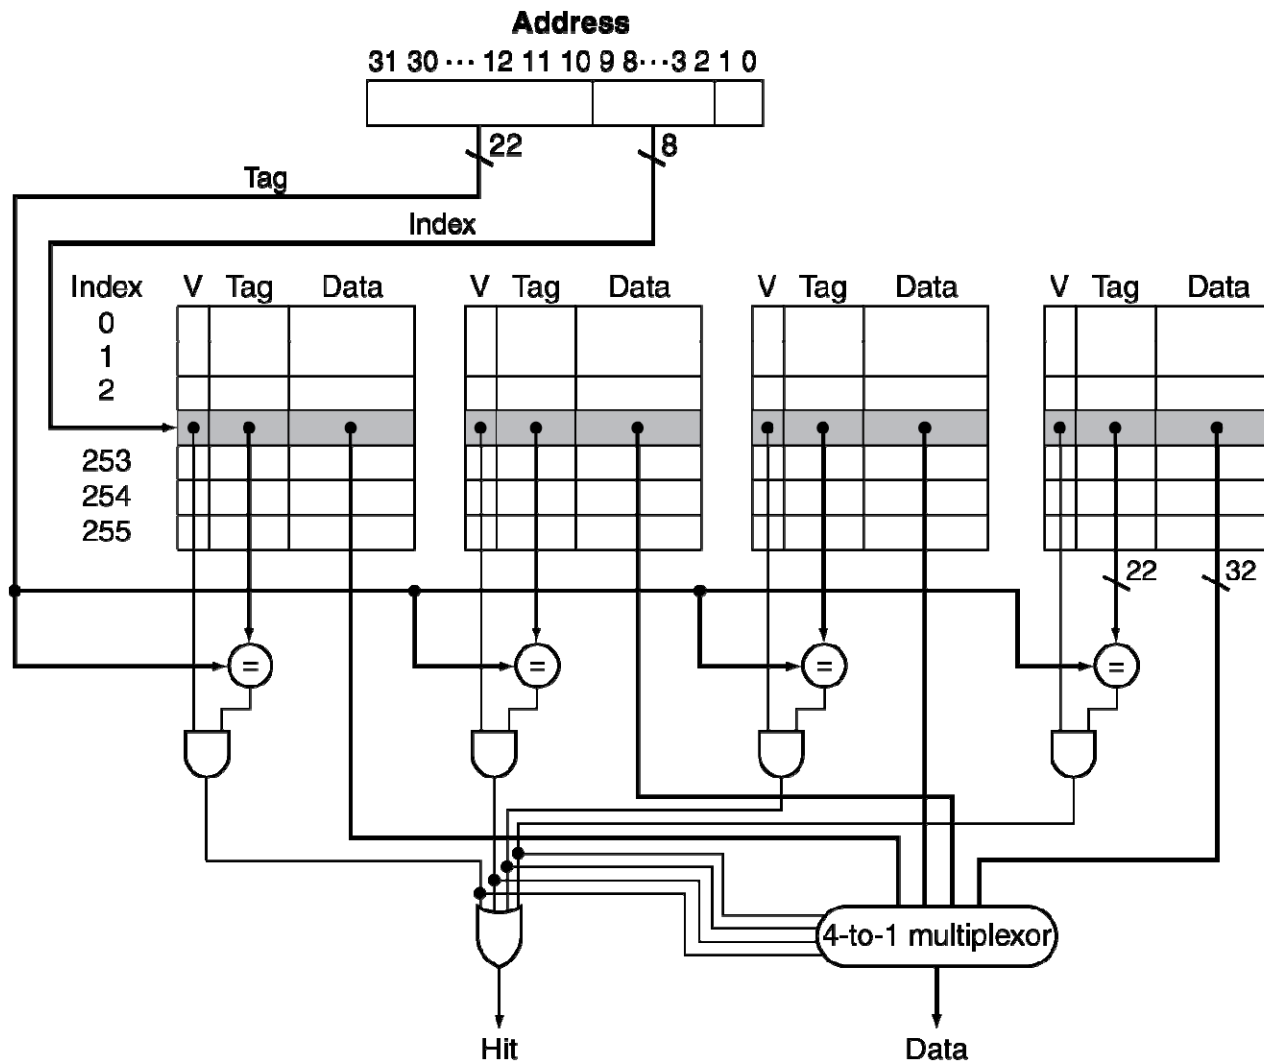 Address
31 30 ··· 12 11 10 9 8···3 2 1 0
22
8
Tag
Index
Index V Tag Data V Tag Data V Tag Data V Tag Data
0
1
2
253
254
255
22
32
=
=
=
=
4-to-1 multiplexor
Hit
Data